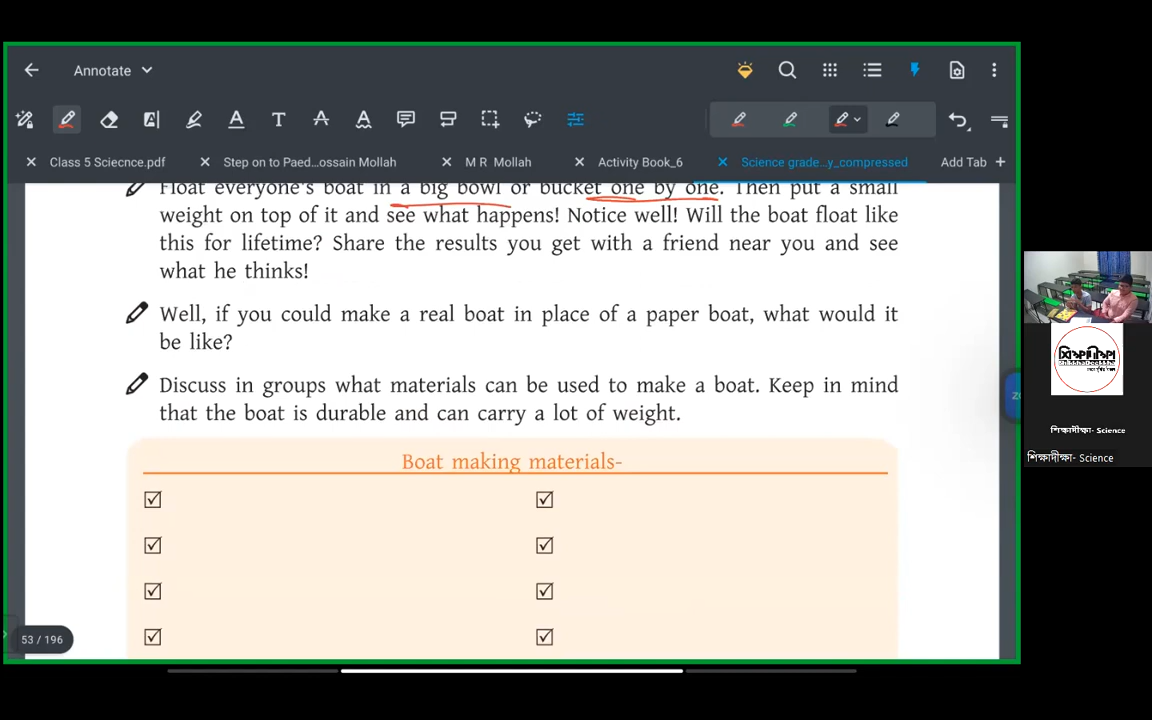 Annotate
Class 5 Sciecnce.pdf
Step on to Paed...ossain Mollah
M R Mollah
Activity Book_6
Science grade...y_compressed
Add Tab +
Float everyone's boat in a big bowl or bucket one by one. Then put a small
weight on top of it and see what happens! Notice well! Will the boat float like
this for lifetime? Share the results you get with a friend near you and see
what he thinks!
Well, if you could make a real boat in place of a paper boat, what would it
be like?
Discuss in groups what materials can be used to make a boat. Keep in mind
that the boat is durable and can carry a lot of weight.
Boat making materials-
53 / 196
শিক্ষাদীক্ষা
শিক্ষাদীক্ষা- Science
শিক্ষাদীক্ষা- Science